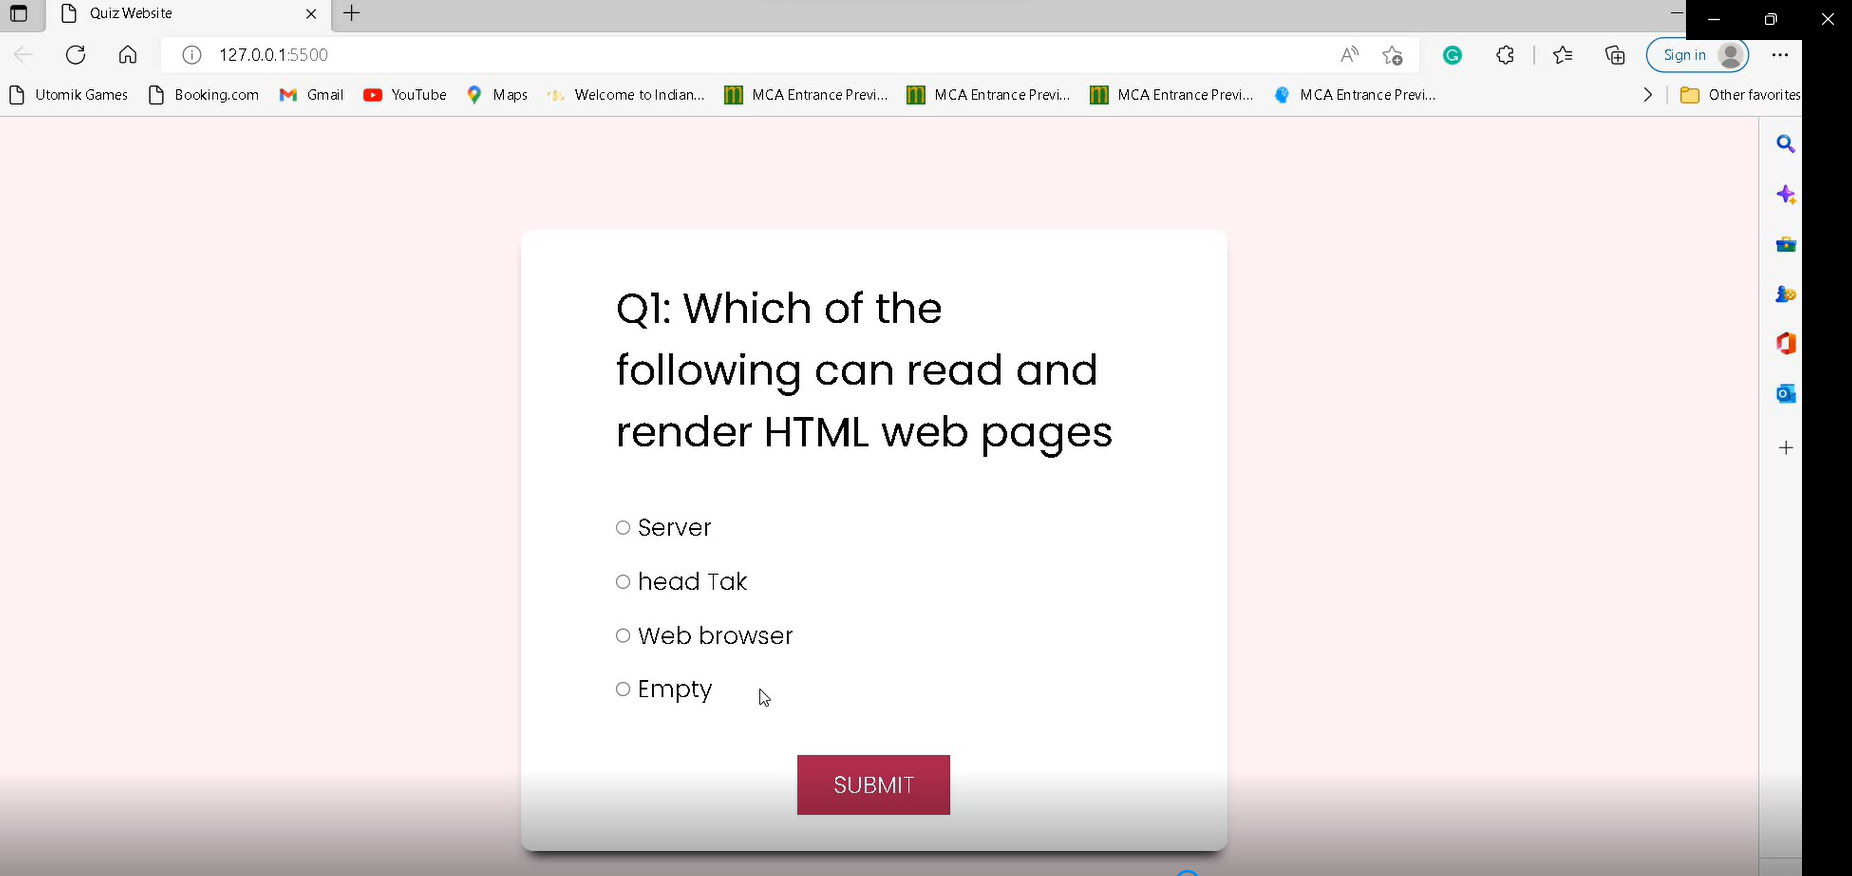 Quiz Website
127.0.0.1:5500
Sign in
Utomik Games
Booking.com
Gmail
YouTube
Maps
Welcome to Indian...
MCA Entrance Previ...
MCA Entrance Previ...
MCA Entrance Previ...
MCA Entrance Previ...
Other favorites
Q1: Which of the
following can read and
render HTML web pages
Server
head Tak
Web browser
Empty
SUBMIT